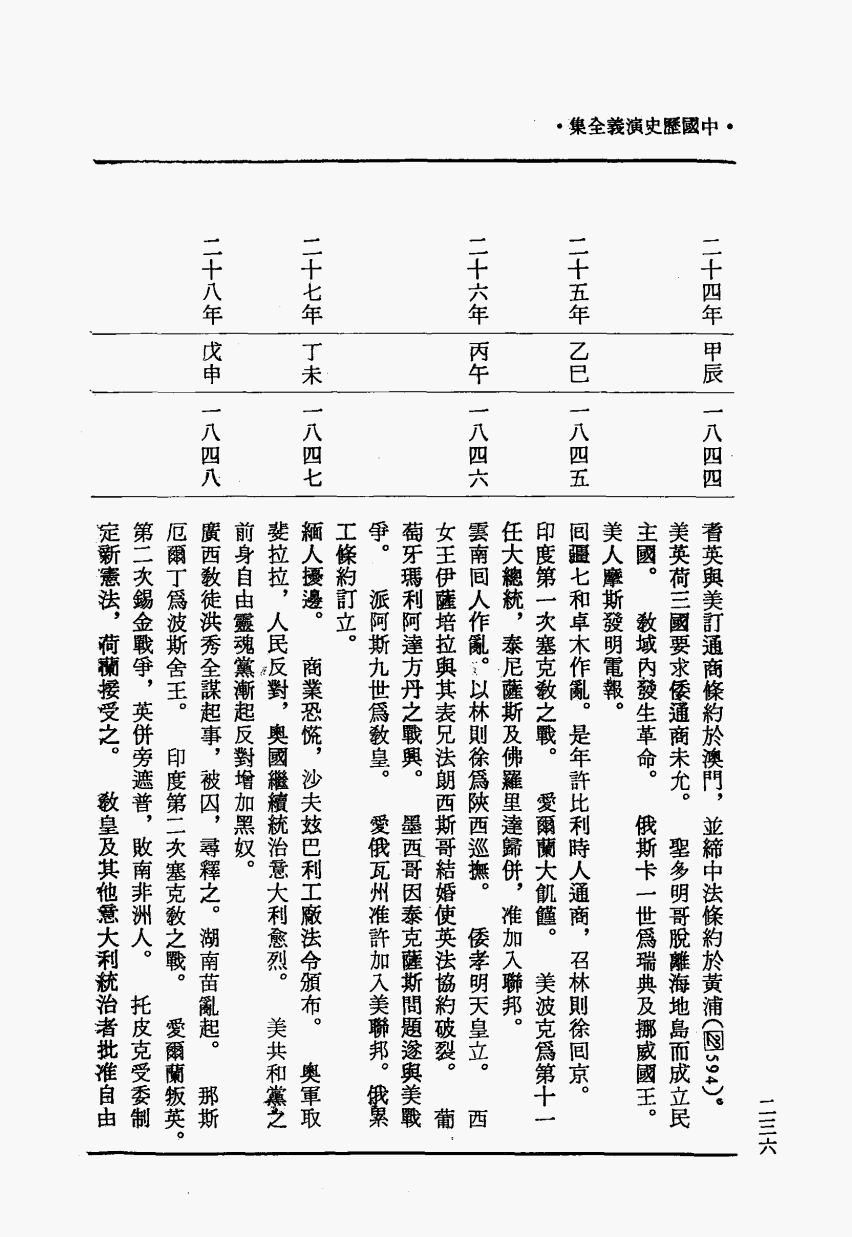 •中國歷史演義全集•
二三六
二十四年 甲辰 一八四四 耆英與美訂通商條約於澳門，並締中法條約於黃浦（图594）。
美英荷三國要求倭通商未允。 聖多明哥脫離海地島而成立民
主國。 教域內發生革命。 俄斯卡一世爲瑞典及挪威國王。
美人摩斯發明電報。
二十五年 乙巳 一八四五 回疆七和卓木作亂。是年許比利時人通商，召林則徐回京。
印度第一次塞克教之戰。 愛爾蘭大飢饉。 美波克爲第十一
任大總統，泰尼薩斯及佛羅里達歸併，准加入聯邦。
二十六年 丙午 一八四六 雲南回人作亂。以林則徐爲陝西巡撫。 倭孝明天皇立。 西
女王伊薩培拉與其表兄法朗西斯哥結婚使英法協約破裂。 葡
萄牙瑪利阿達方丹之戰興。 墨西哥因泰克薩斯問題遂與美戰
爭。 派阿斯九世爲教皇。 愛俄瓦州准許加入美聯邦。俄累
工條約訂立。
二十七年 丁未 一八四七 緬人擾邊。 商業恐慌，沙夫玆巴利工廠法令頒布。 奧軍取
斐拉拉，人民反對，奧國繼續統治意大利愈烈。 美共和黨之
前身自由靈魂黨漸起反對增加黑奴。
二十八年 戊申 一八四八 廣西教徒洪秀全謀起事，被囚，尋釋之。湖南苗亂起。 那斯
厄爾丁爲波斯舍王。 印度第二次塞克教之戰。 愛爾蘭叛英。
第二次錫金戰爭，英併旁遮普，敗南非洲人。 托皮克受委制
定新憲法，荷蘭接受之。 教皇及其他意大利統治者批准自由